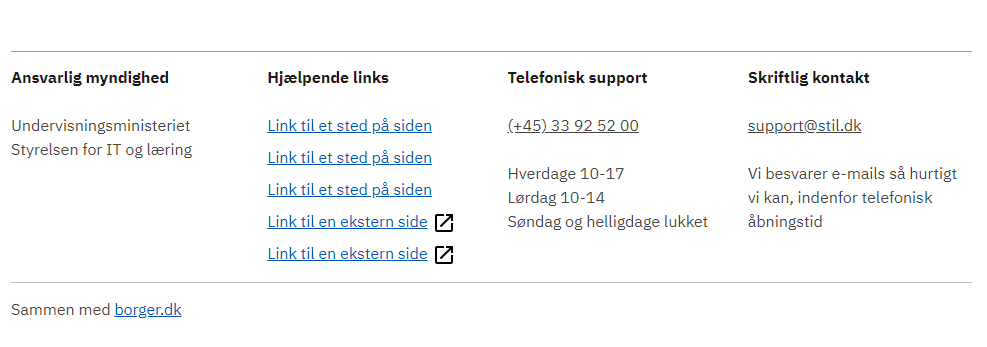 Ansvarlig myndighed
Undervisningsministeriet
Styrelsen for IT og læring
Hjælpende links
Link til et sted på siden
Link til et sted på siden
Link til et sted på siden
Link til en ekstern side
Link til en ekstern side
Telefonisk support
(+45) 33 92 52 00
Hverdage 10-17
Lørdag 10-14
Søndag og helligdage lukket
Skriftlig kontakt
support@stil.dk
Vi besvarer e-mails så hurtigt
vi kan, indenfor telefonisk
åbningstid
Sammen med borger.dk